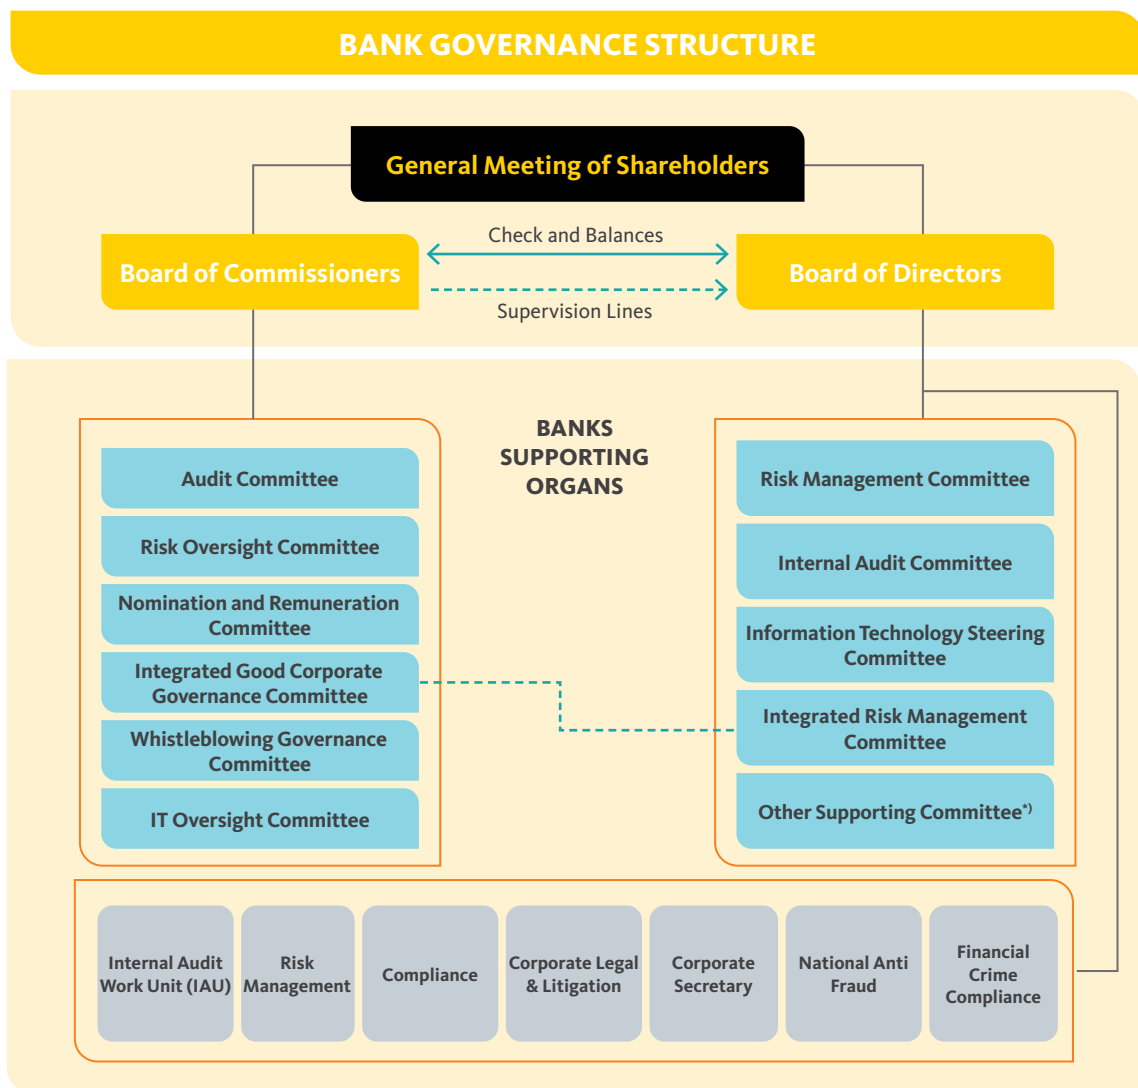 BANK GOVERNANCE STRUCTURE
General Meeting of Shareholders
Check and Balances
Board of Commissioners
Board of Directors
Supervision Lines
BANKS
SUPPORTING
ORGANS
Audit Committee
Risk Oversight Committee
Nomination and Remuneration
Committee
Integrated Good Corporate
Governance Committee
Whistleblowing Governance
Committee
IT Oversight Committee
Risk Management Committee
Internal Audit Committee
Information Technology Steering
Committee
Integrated Risk Management
Committee
Other Supporting Committee*)
Internal Audit
Work Unit (IAU)
Risk
Management
Compliance
Corporate Legal
& Litigation
Corporate
Secretary
National Anti
Fraud
Financial
Crime
Compliance